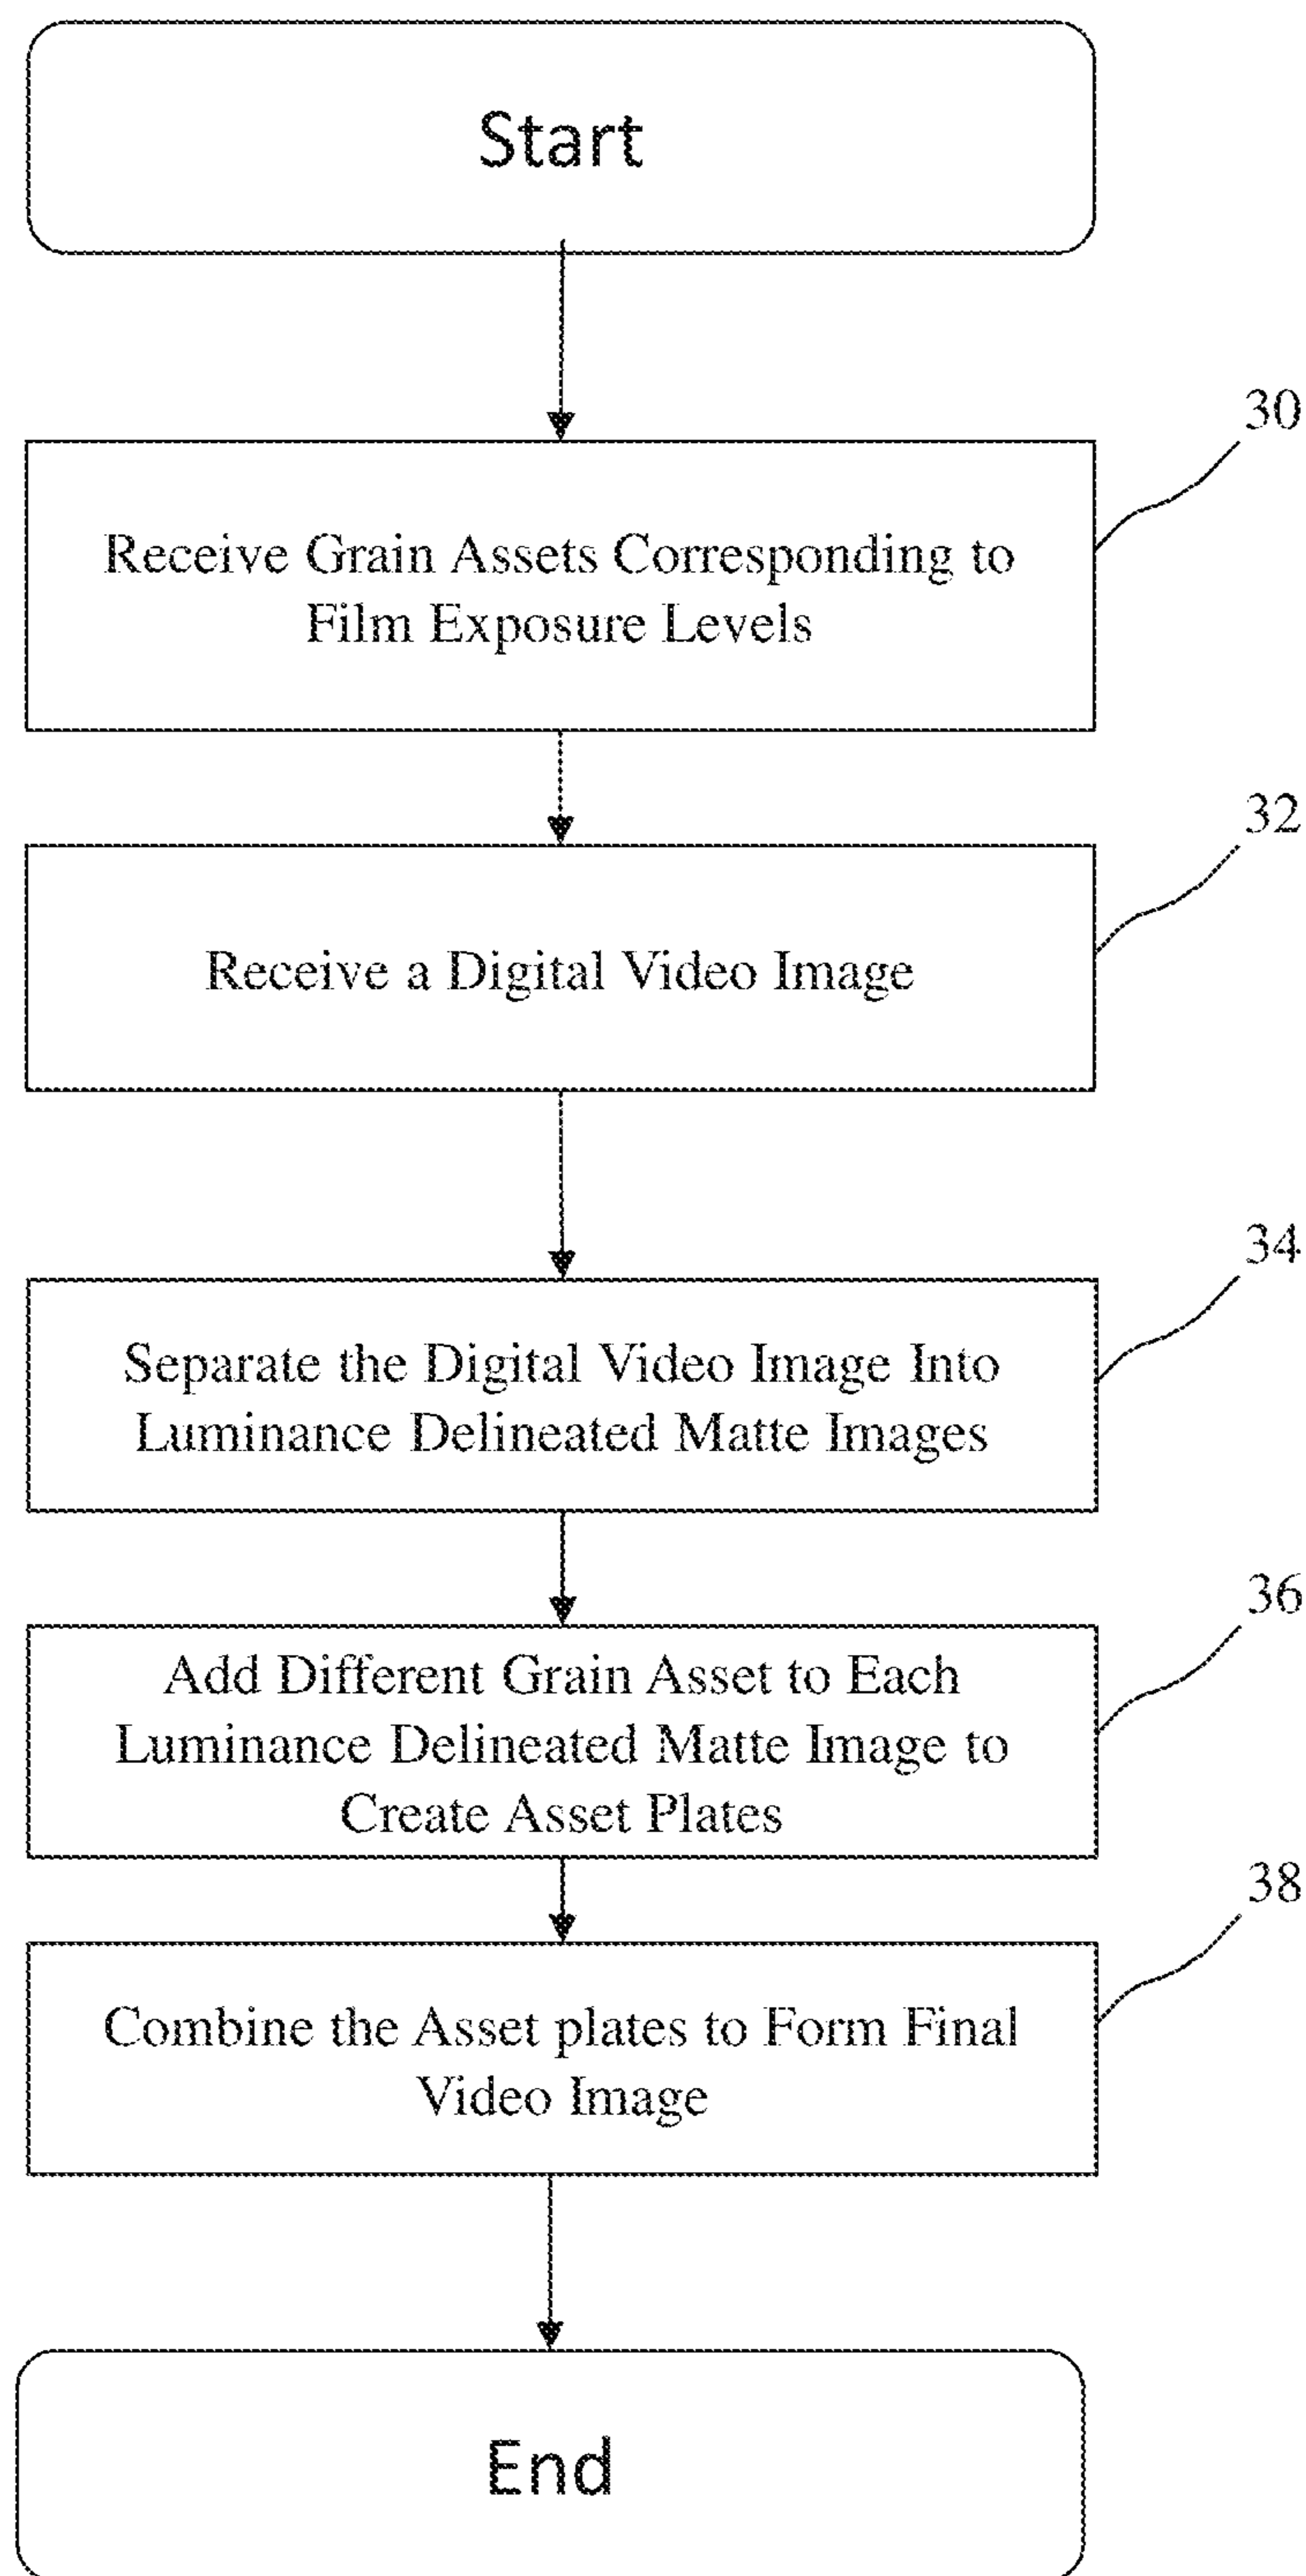 Start
30
Receive Grain Assets Corresponding to
Film Exposure Levels
32
Receive a Digital Video Image
34
Separate the Digital Video Image Into
Luminance Delineated Matte Images
36
Add Different Grain Asset to Each
Luminance Delineated Matte Image to
Create Asset Plates
38
Combine the Asset plates to Form Final
Video Image
End